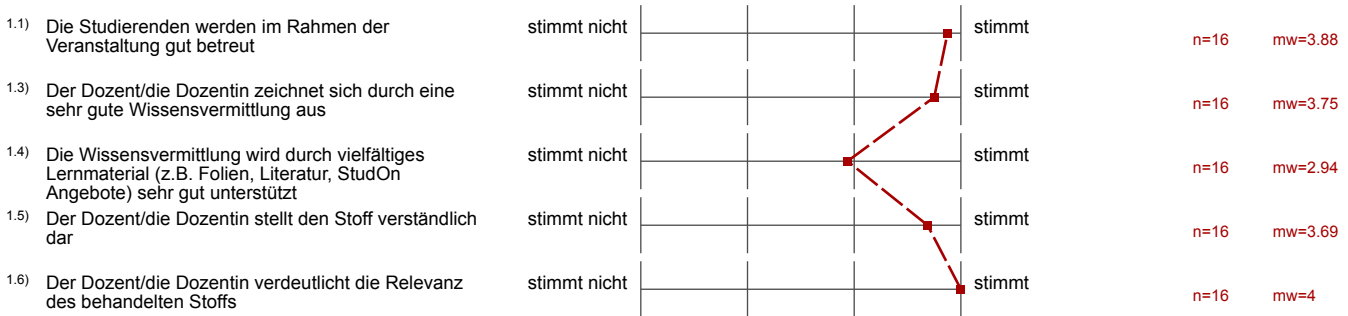 1.1) Die Studierenden werden im Rahmen der
Veranstaltung gut betreut
stimmt nicht
stimmt
n=16 mw=3.88
1.3) Der Dozent/die Dozentin zeichnet sich durch eine
sehr gute Wissensvermittlung aus
stimmt nicht
stimmt
n=16 mw=3.75
1.4) Die Wissensvermittlung wird durch vielfältiges
Lernmaterial (z.B. Folien, Literatur, StudOn
Angebote) sehr gut unterstützt
stimmt nicht
stimmt
n=16 mw=2.94
1.5) Der Dozent/die Dozentin stellt den Stoff verständlich
dar
stimmt nicht
stimmt
n=16 mw=3.69
1.6) Der Dozent/die Dozentin verdeutlicht die Relevanz
des behandelten Stoffs
stimmt nicht
stimmt
n=16 mw=4